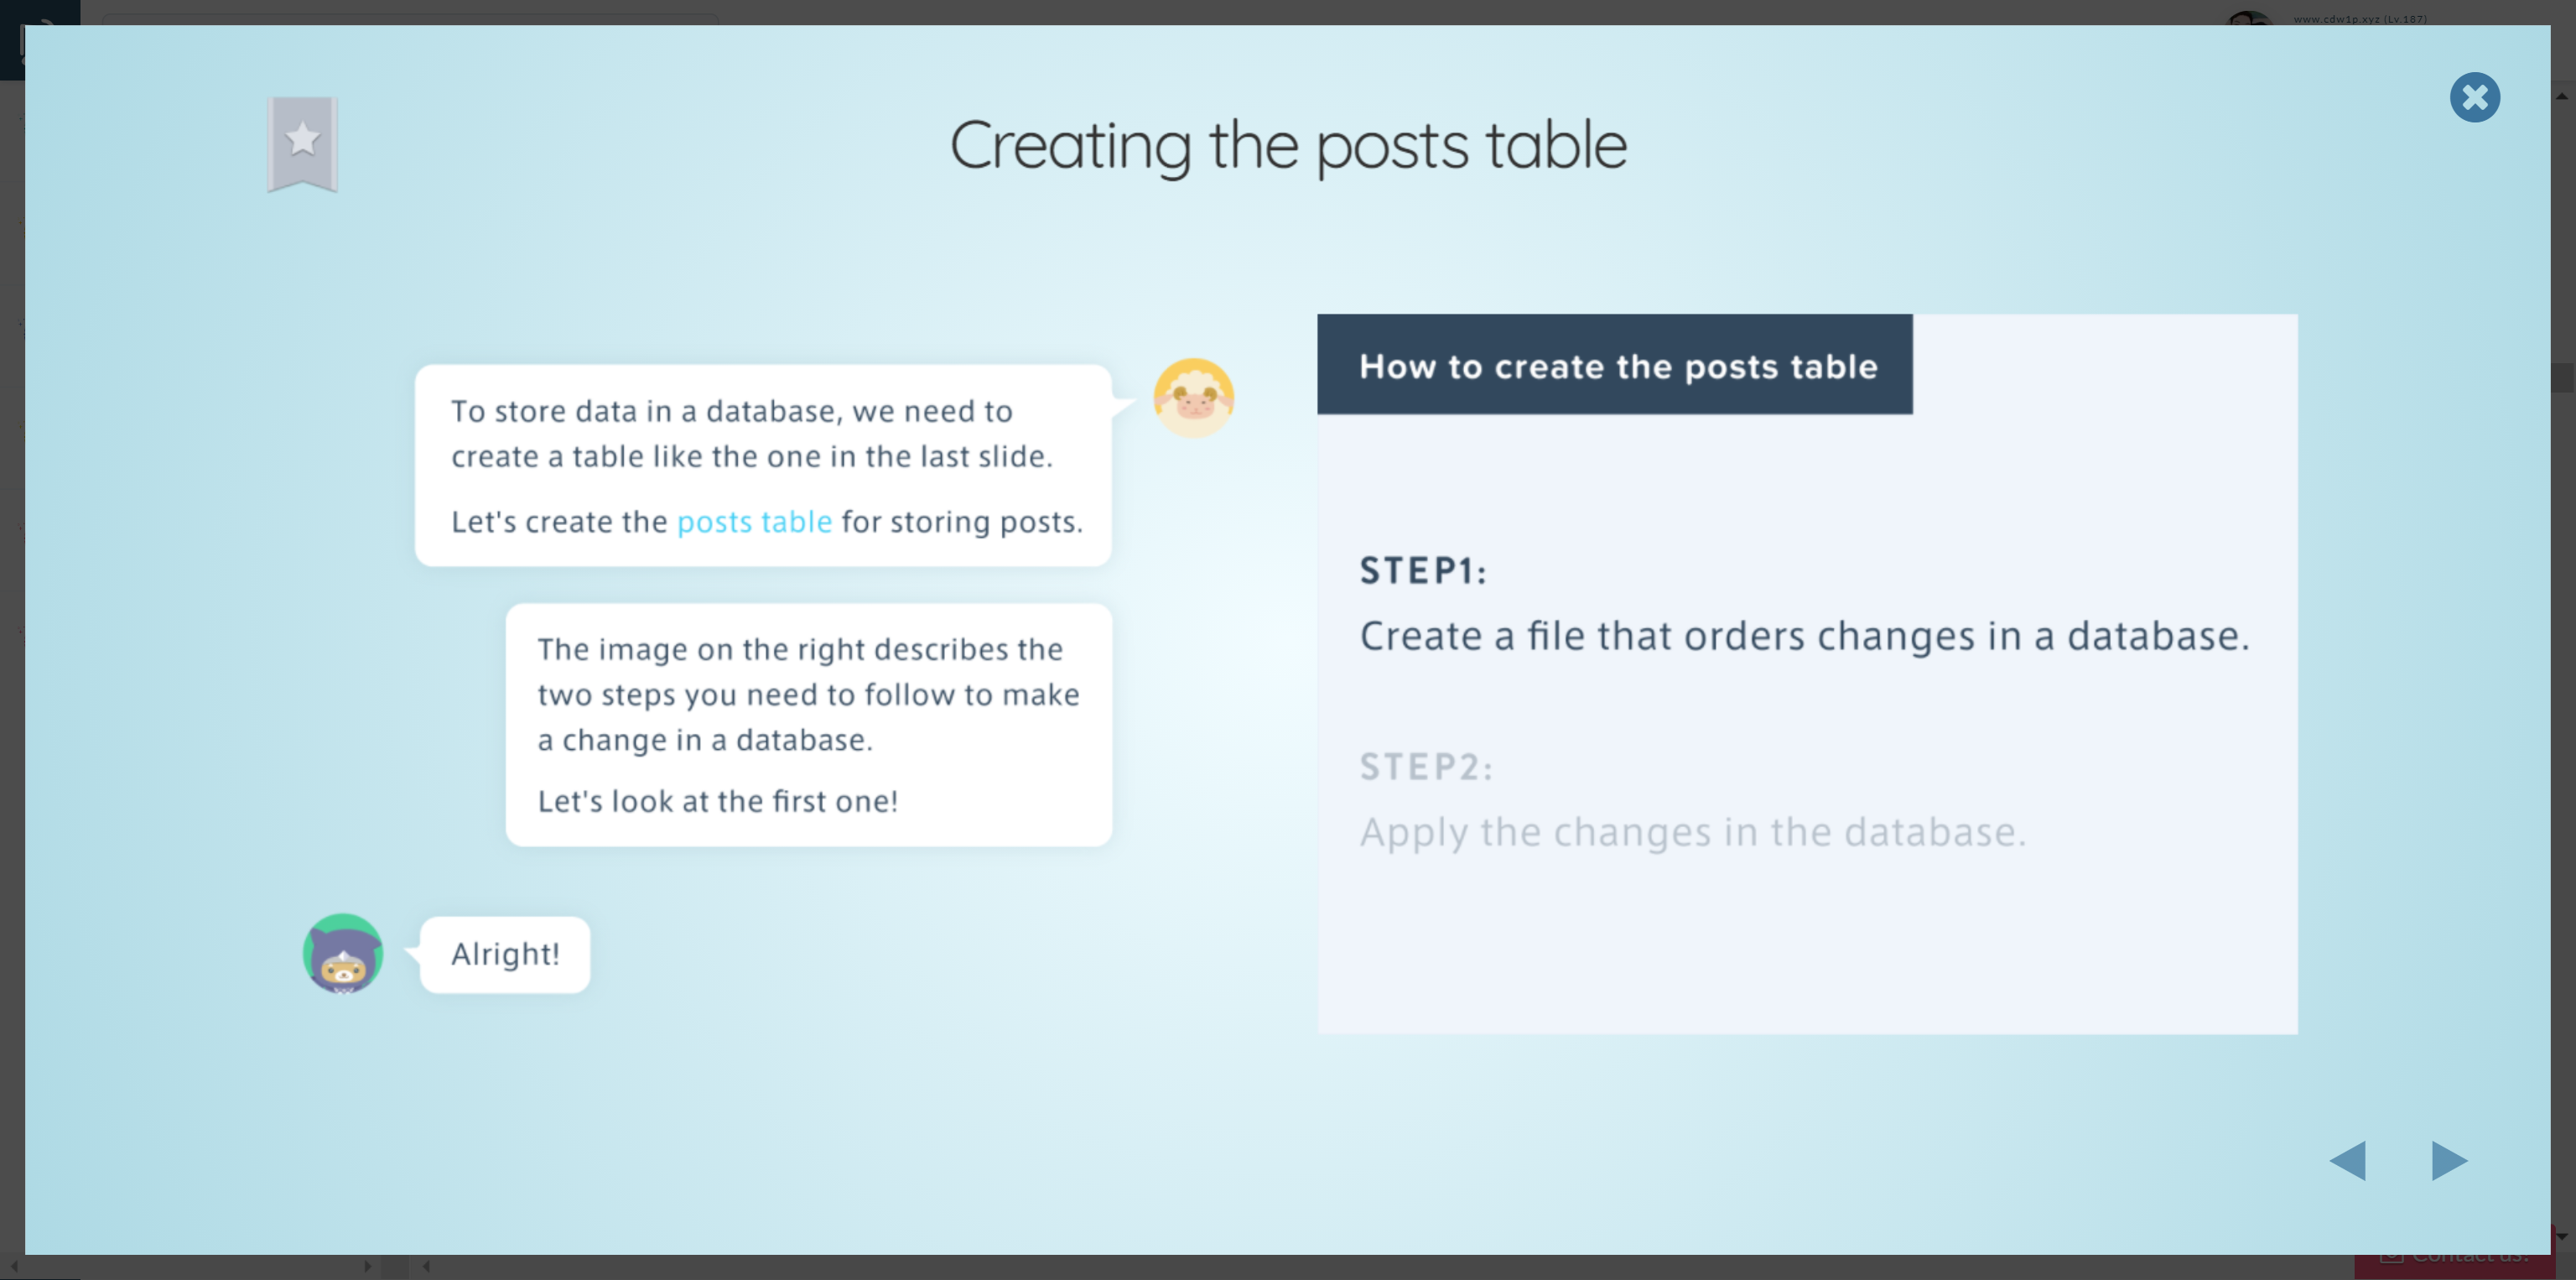 www.cdw1p.xyz (Lv.187)
Creating the posts table
To store data in a database, we need to
create a table like the one in the last slide.
Let's create the posts table for storing posts.
The image on the right describes the
two steps you need to follow to make
a change in a database.
Let's look at the first one!
Alright!
How to create the posts table
STEP1:
Create a file that orders changes in a database.
STEP2:
Apply the changes in the database.
Contact us!